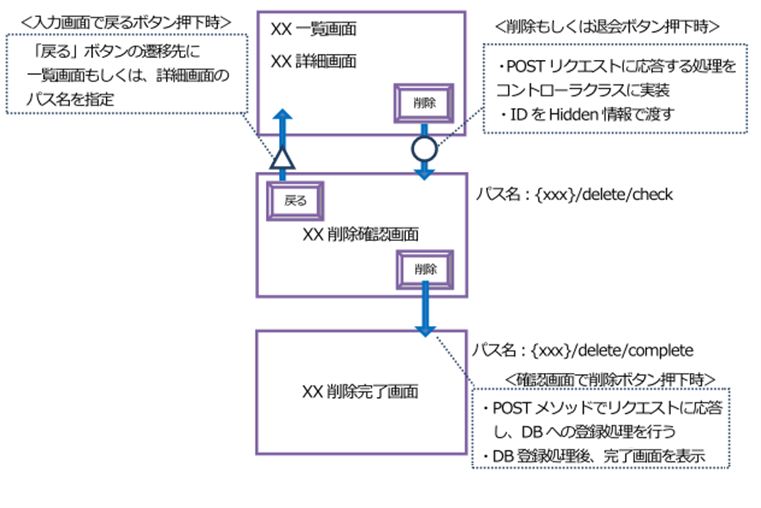 ＜入力画面で戻るボタン押下時＞
「戻る」ボタンの遷移先に
一覧画面もしくは、詳細画面の
パス名を指定
XX 一覧画面
XX 詳細画面
削除
＜削除もしくは退会ボタン押下時＞
・POST リクエストに応答する処理を
コントローラクラスに実装
・ID を Hidden 情報で渡す
戻る
XX 削除確認画面
削除
パス名：{xxx}/delete/check
XX 削除完了画面
パス名：{xxx}/delete/complete
＜確認画面で削除ボタン押下時＞
・POST メソッドでリクエストに応答
し、DB への登録処理を行う
・DB 登録処理後、完了画面を表示